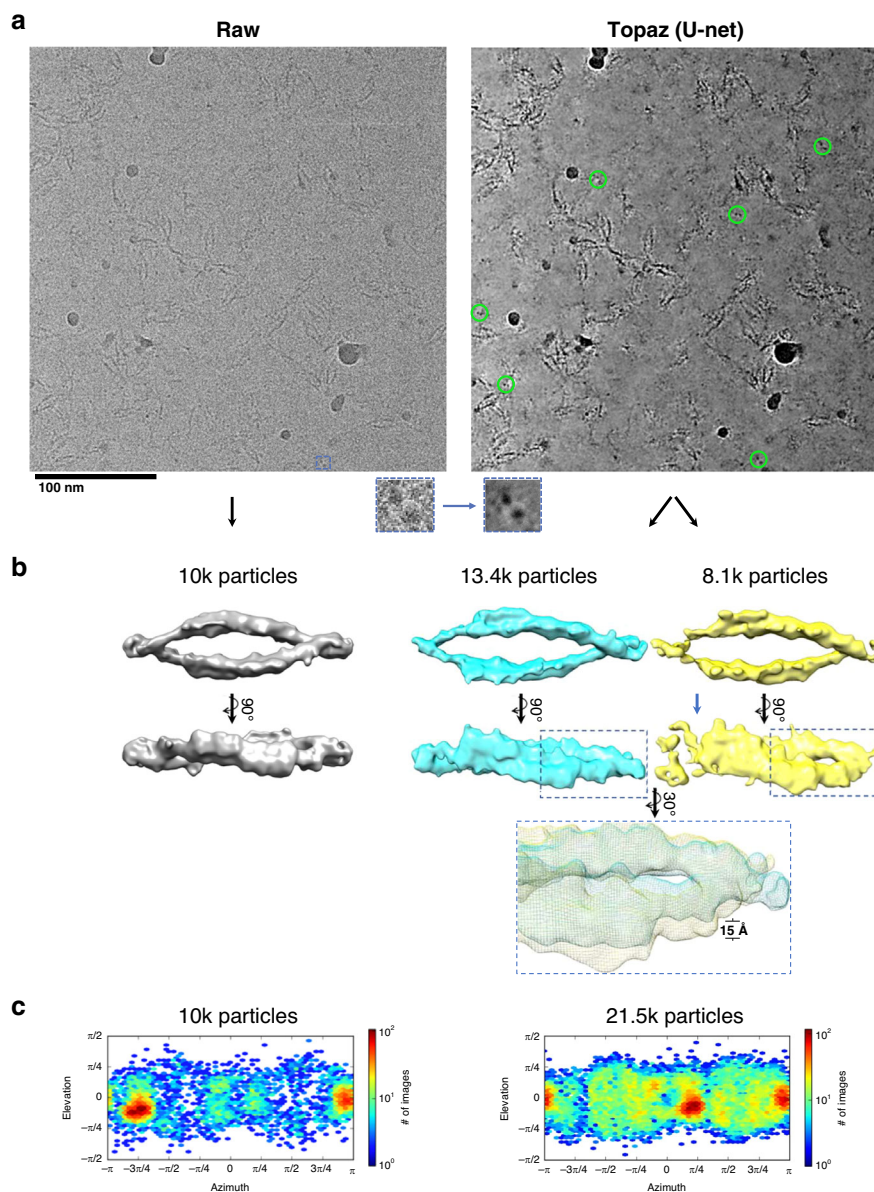 a
Raw
Topaz (U-net)
100 nm
b
10k particles
13.4k particles
8.1k particles
90°
90°
90°
30°
15 Å
c
10k particles
21.5k particles
π/2
π/4
0
−π/4
−π/2
Elevation
−π
−3π/4
−π/2
−π/4
0
π/4
π/2
3π/4
π
Azimuth
10²
10¹
10⁰
# of images
π/2
π/4
0
−π/4
−π/2
Elevation
−π
−3π/4
−π/2
−π/4
0
π/4
π/2
3π/4
π
Azimuth
10²
10¹
10⁰
# of images